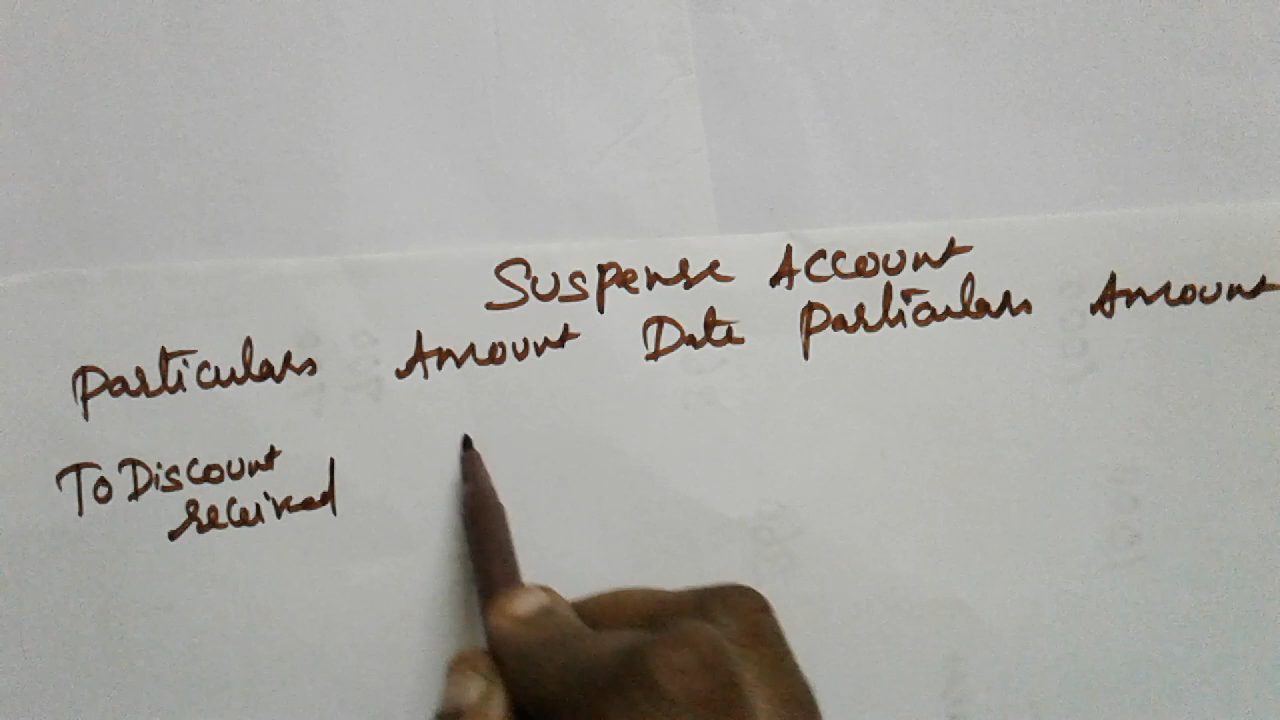 Suspense Account
Particulars Amount Date Particulars Amount
To Discount
received